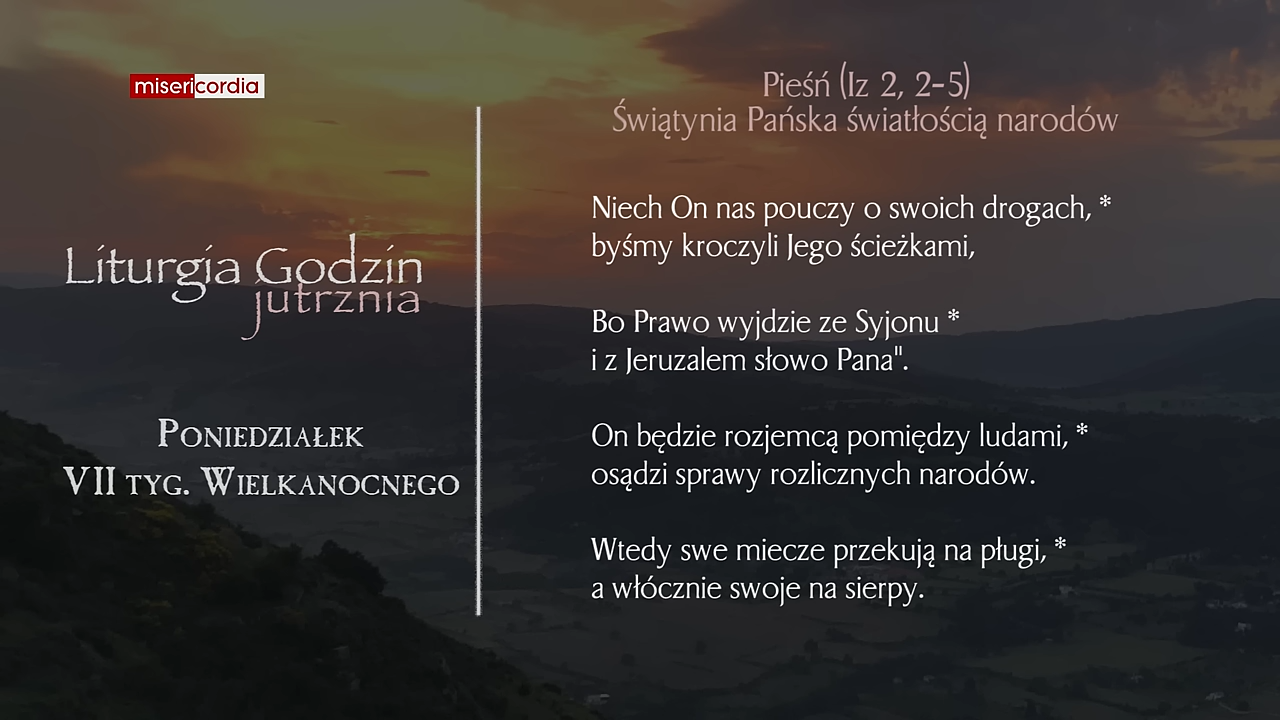 misericordia
Liturgia Godzin
jutrznia
Poniedziałek
VII tyg. Wielkanocnego
Pieśń (Iz 2, 2-5)
Świątynia Pańska światłością narodów
Niech On nas pouczy o swoich drogach, *
byśmy kroczyli Jego ścieżkami,
Bo Prawo wyjdzie ze Syjonu *
i z Jeruzalem słowo Pana".
On będzie rozjemcą pomiędzy ludami, *
osądzi sprawy rozlicznych narodów.
Wtedy swe miecze przekują na pługi, *
a włócznie swoje na sierpy.